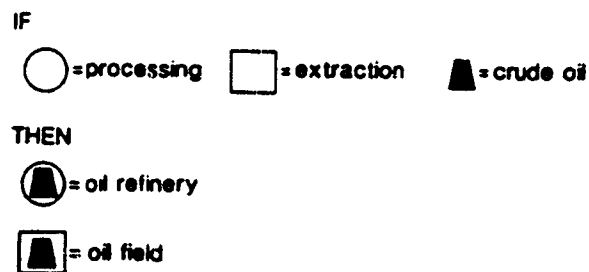 IF
=processing =extraction =crude oil
THEN
=oil refinery
=oil field